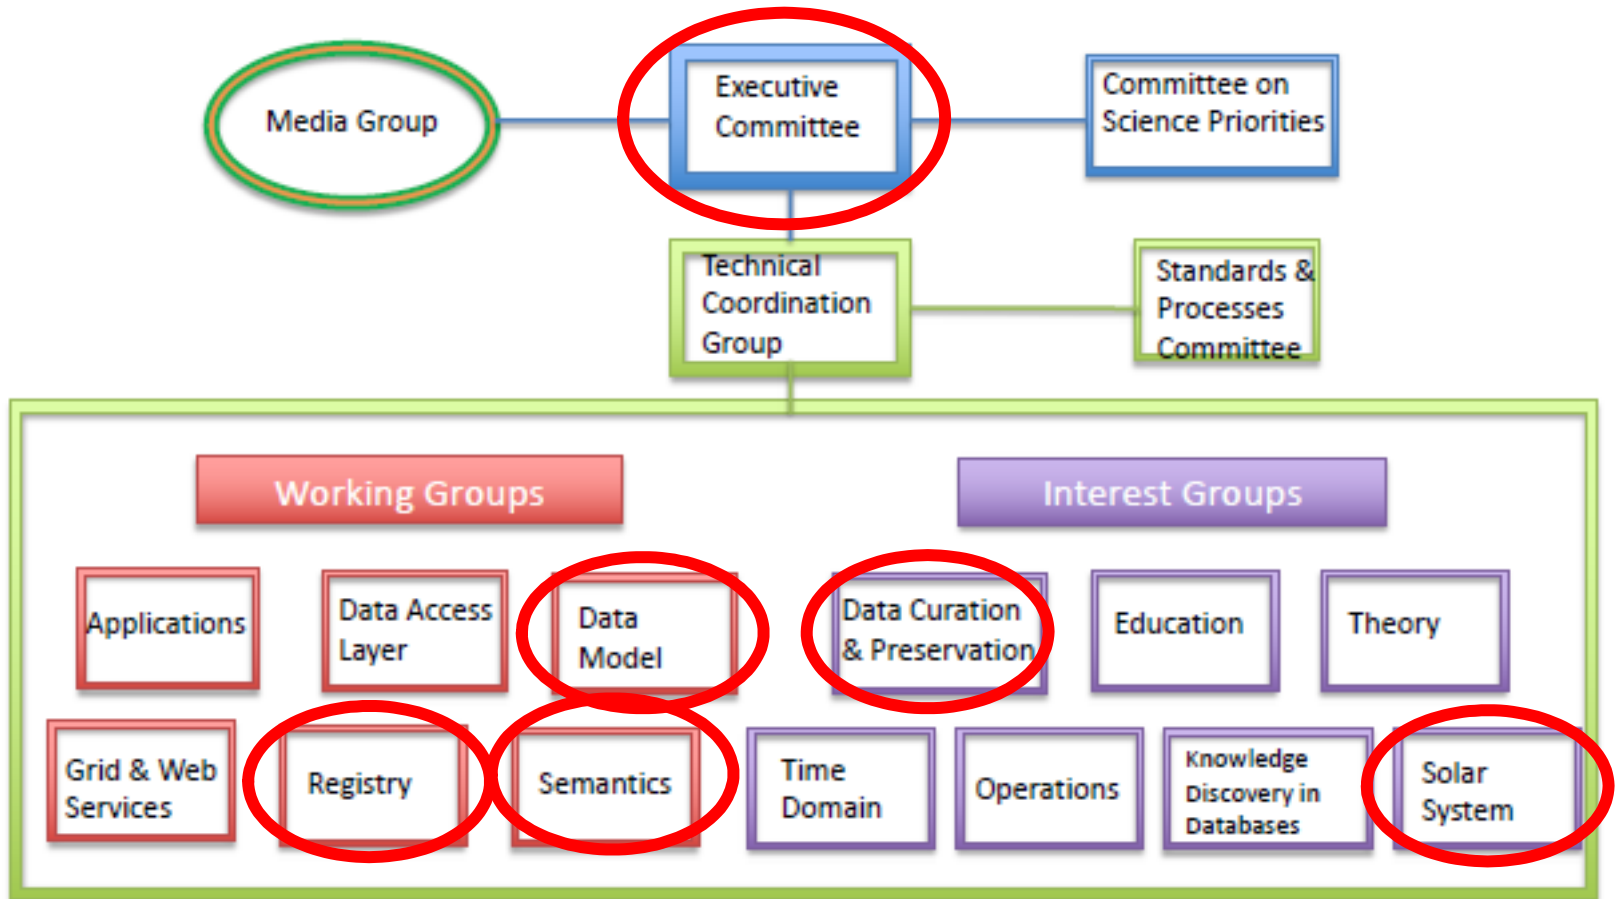 Media Group
Executive
Committee
Committee on
Science Priorities
Technical
Coordination
Group
Standards &
Processes
Committee
Working Groups
Interest Groups
Applications
Data Access
Layer
Data
Model
Data Curation
& Preservation
Education
Theory
Grid & Web
Services
Registry
Semantics
Time
Domain
Operations
Knowledge
Discovery in
Databases
Solar
System